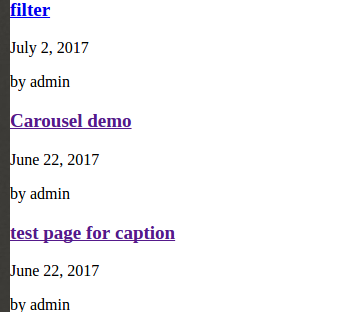 filter
July 2, 2017
by admin
Carousel demo
June 22, 2017
by admin
test page for caption
June 22, 2017
by admin